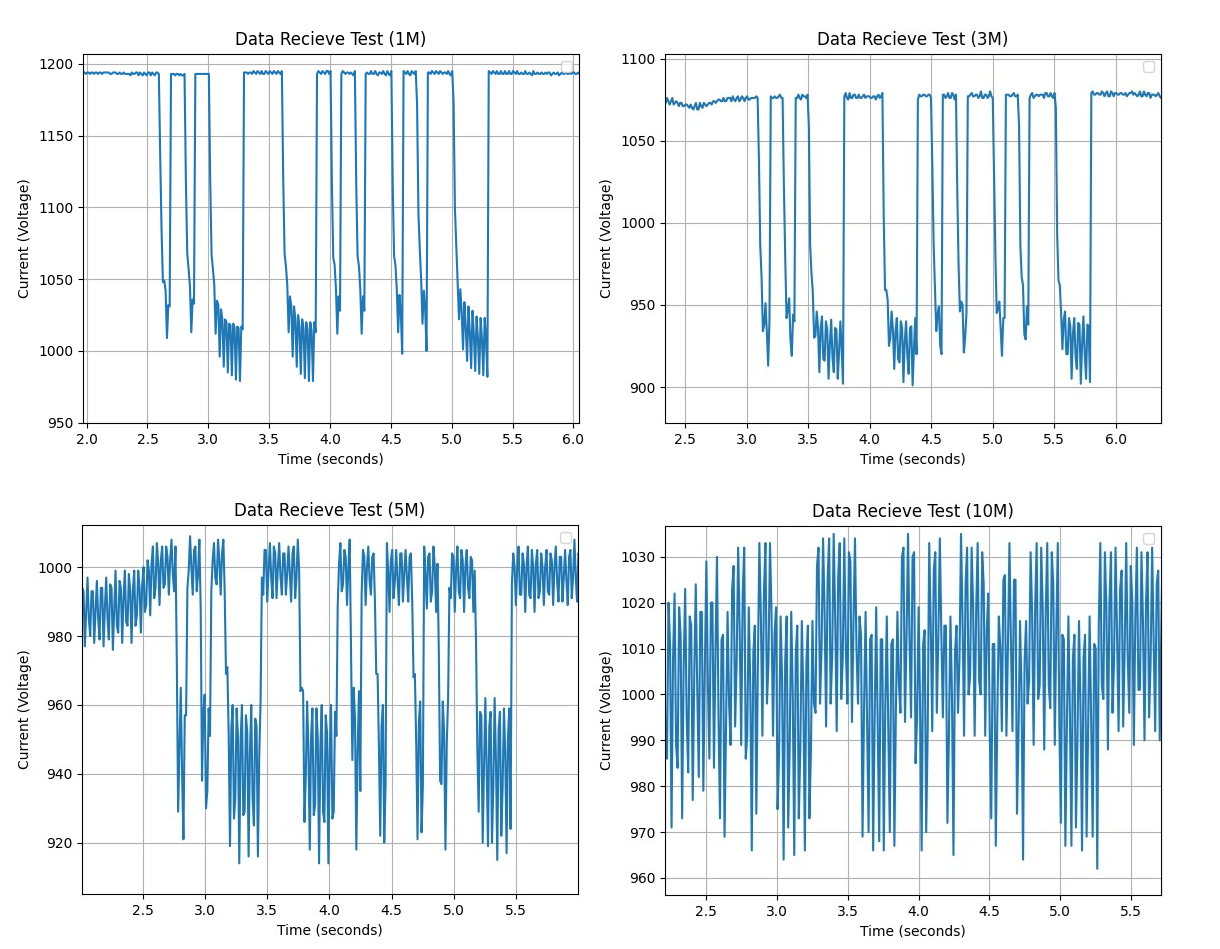 Data Recieve Test (1M)
1200
1150
1100
1050
1000
950
Current (Voltage)
2.0 2.5 3.0 3.5 4.0 4.5 5.0 5.5 6.0
Time (seconds)
Data Recieve Test (3M)
1100
1050
1000
950
900
Current (Voltage)
2.5 3.0 3.5 4.0 4.5 5.0 5.5 6.0
Time (seconds)
Data Recieve Test (5M)
1000
980
960
940
920
Current (Voltage)
2.5 3.0 3.5 4.0 4.5 5.0 5.5
Time (seconds)
Data Recieve Test (10M)
1030
1020
1010
1000
990
980
970
960
Current (Voltage)
2.5 3.0 3.5 4.0 4.5 5.0 5.5
Time (seconds)